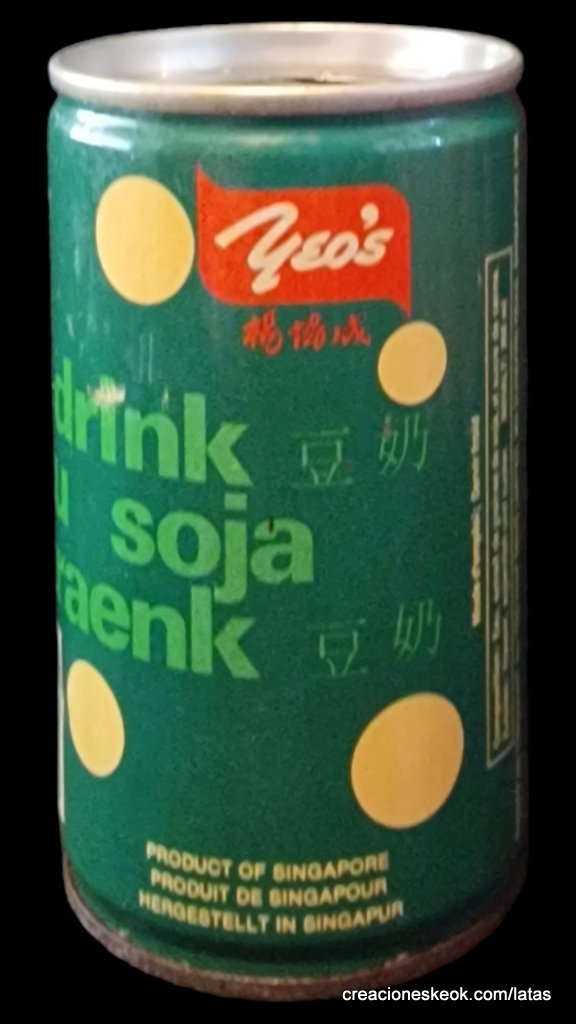 Yeo's
楊協成
drink 豆奶
u soja
raenk 豆奶
PRODUCT OF SINGAPORE
PRODUIT DE SINGAPOUR
HERGESTELLT IN SINGAPUR
creacioneskeok.com/latas